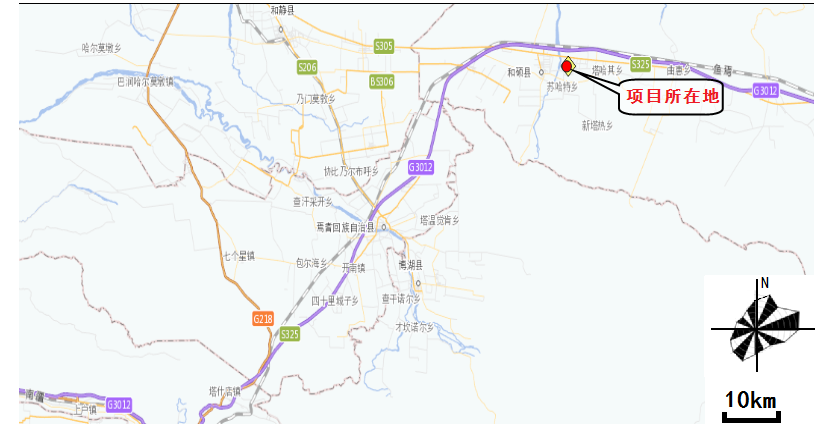 和静县
哈尔莫墩乡
S305
S206
巴润哈尔莫墩镇
BS306
乃门莫敦乡
和硕县
塔哈其乡
S325
曲惠乡
苏哈特乡
G3012
项目所在地
新塔热乡
协比乃尔布呼乡
G3012
查汗采开乡
焉耆回族自治县
塔温觉肯乡
七个星镇
包尔海乡
开南镇
博湖县
四十里城子乡
查干诺尔乡
G218
S325
才坎诺尔乡
N
塔什店镇
上户镇
G3012
10km